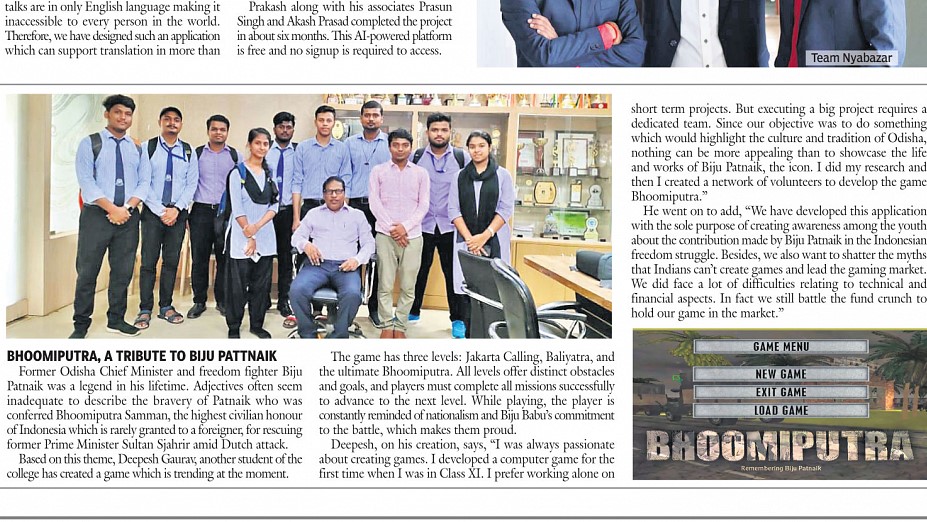 talks are in only English language making it
inaccessible to every person in the world.
Therefore, we have designed such an application
which can support translation in more than
Prakash along with his associates Prasun
Singh and Akash Prasad completed the project
in about six months. This AI-powered platform
is free and no signup is required to access.
Team Nyabazar
BHOOMIPUTRA, A TRIBUTE TO BIJU PATTNAIK
Former Odisha Chief Minister and freedom fighter Biju
Patnaik was a legend in his lifetime. Adjectives often seem
inadequate to describe the bravery of Patnaik who was
conferred Bhoomiputra Samman, the highest civilian honour
of Indonesia which is rarely granted to a foreigner, for rescuing
former Prime Minister Sultan Sjahrir amid Dutch attack.
Based on this theme, Deepesh Gaurav, another student of the
college has created a game which is trending at the moment.
The game has three levels: Jakarta Calling, Baliyatra, and
the ultimate Bhoomiputra. All levels offer distinct obstacles
and goals, and players must complete all missions successfully
to advance to the next level. While playing, the player is
constantly reminded of nationalism and Biju Babu's commitment
to the battle, which makes them proud.
Deepesh, on his creation, says, “I was always passionate
about creating games. I developed a computer game for the
first time when I was in Class XI. I prefer working alone on
short term projects. But executing a big project requires a
dedicated team. Since our objective was to do something
which would highlight the culture and tradition of Odisha,
nothing can be more appealing than to showcase the life
and works of Biju Patnaik, the icon. I did my research and
then I created a network of volunteers to develop the game
Bhoomiputra.”
He went on to add, “We have developed this application
with the sole purpose of creating awareness among the youth
about the contribution made by Biju Patnaik in the Indonesian
freedom struggle. Besides, we also want to shatter the myths
that Indians can't create games and lead the gaming market.
We did face a lot of difficulties relating to technical and
financial aspects. In fact we still battle the fund crunch to
hold our game in the market.”
GAME MENU
NEW GAME
EXIT GAME
LOAD GAME
BHOOMIPUTRA
Remembering Biju Patnaik